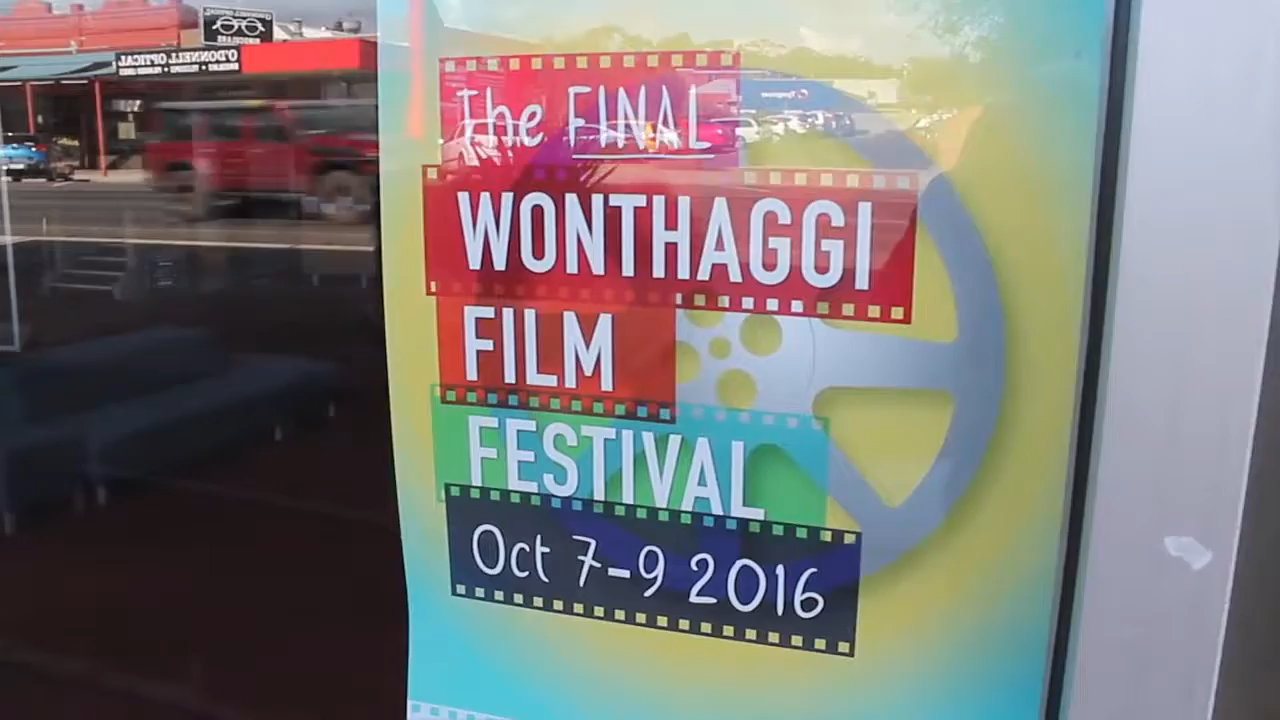 O'DONNELL OPTICAL
The FINAL
WONTHAGGI
FILM
FESTIVAL
Oct 7-9 2016